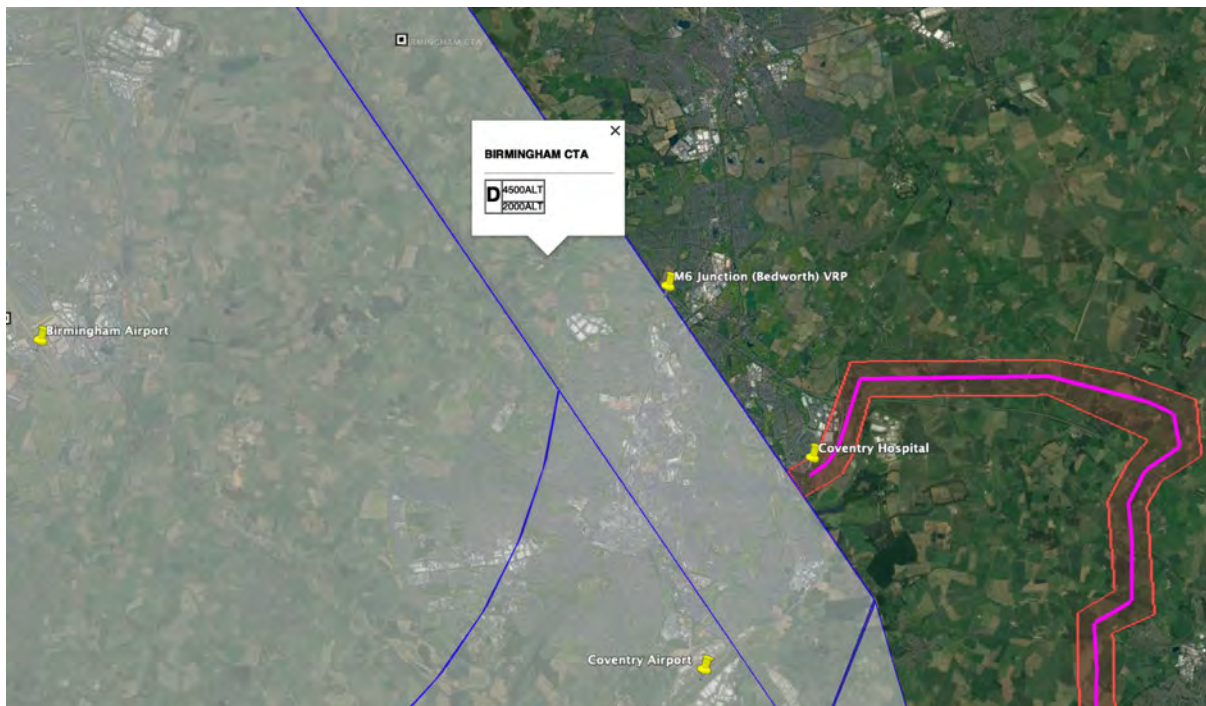 BIRMINGHAM CTA
×
BIRMINGHAM CTA
D
4500ALT
2000ALT
M6 Junction (Bedworth) VRP
Birmingham Airport
Coventry Hospital
Coventry Airport